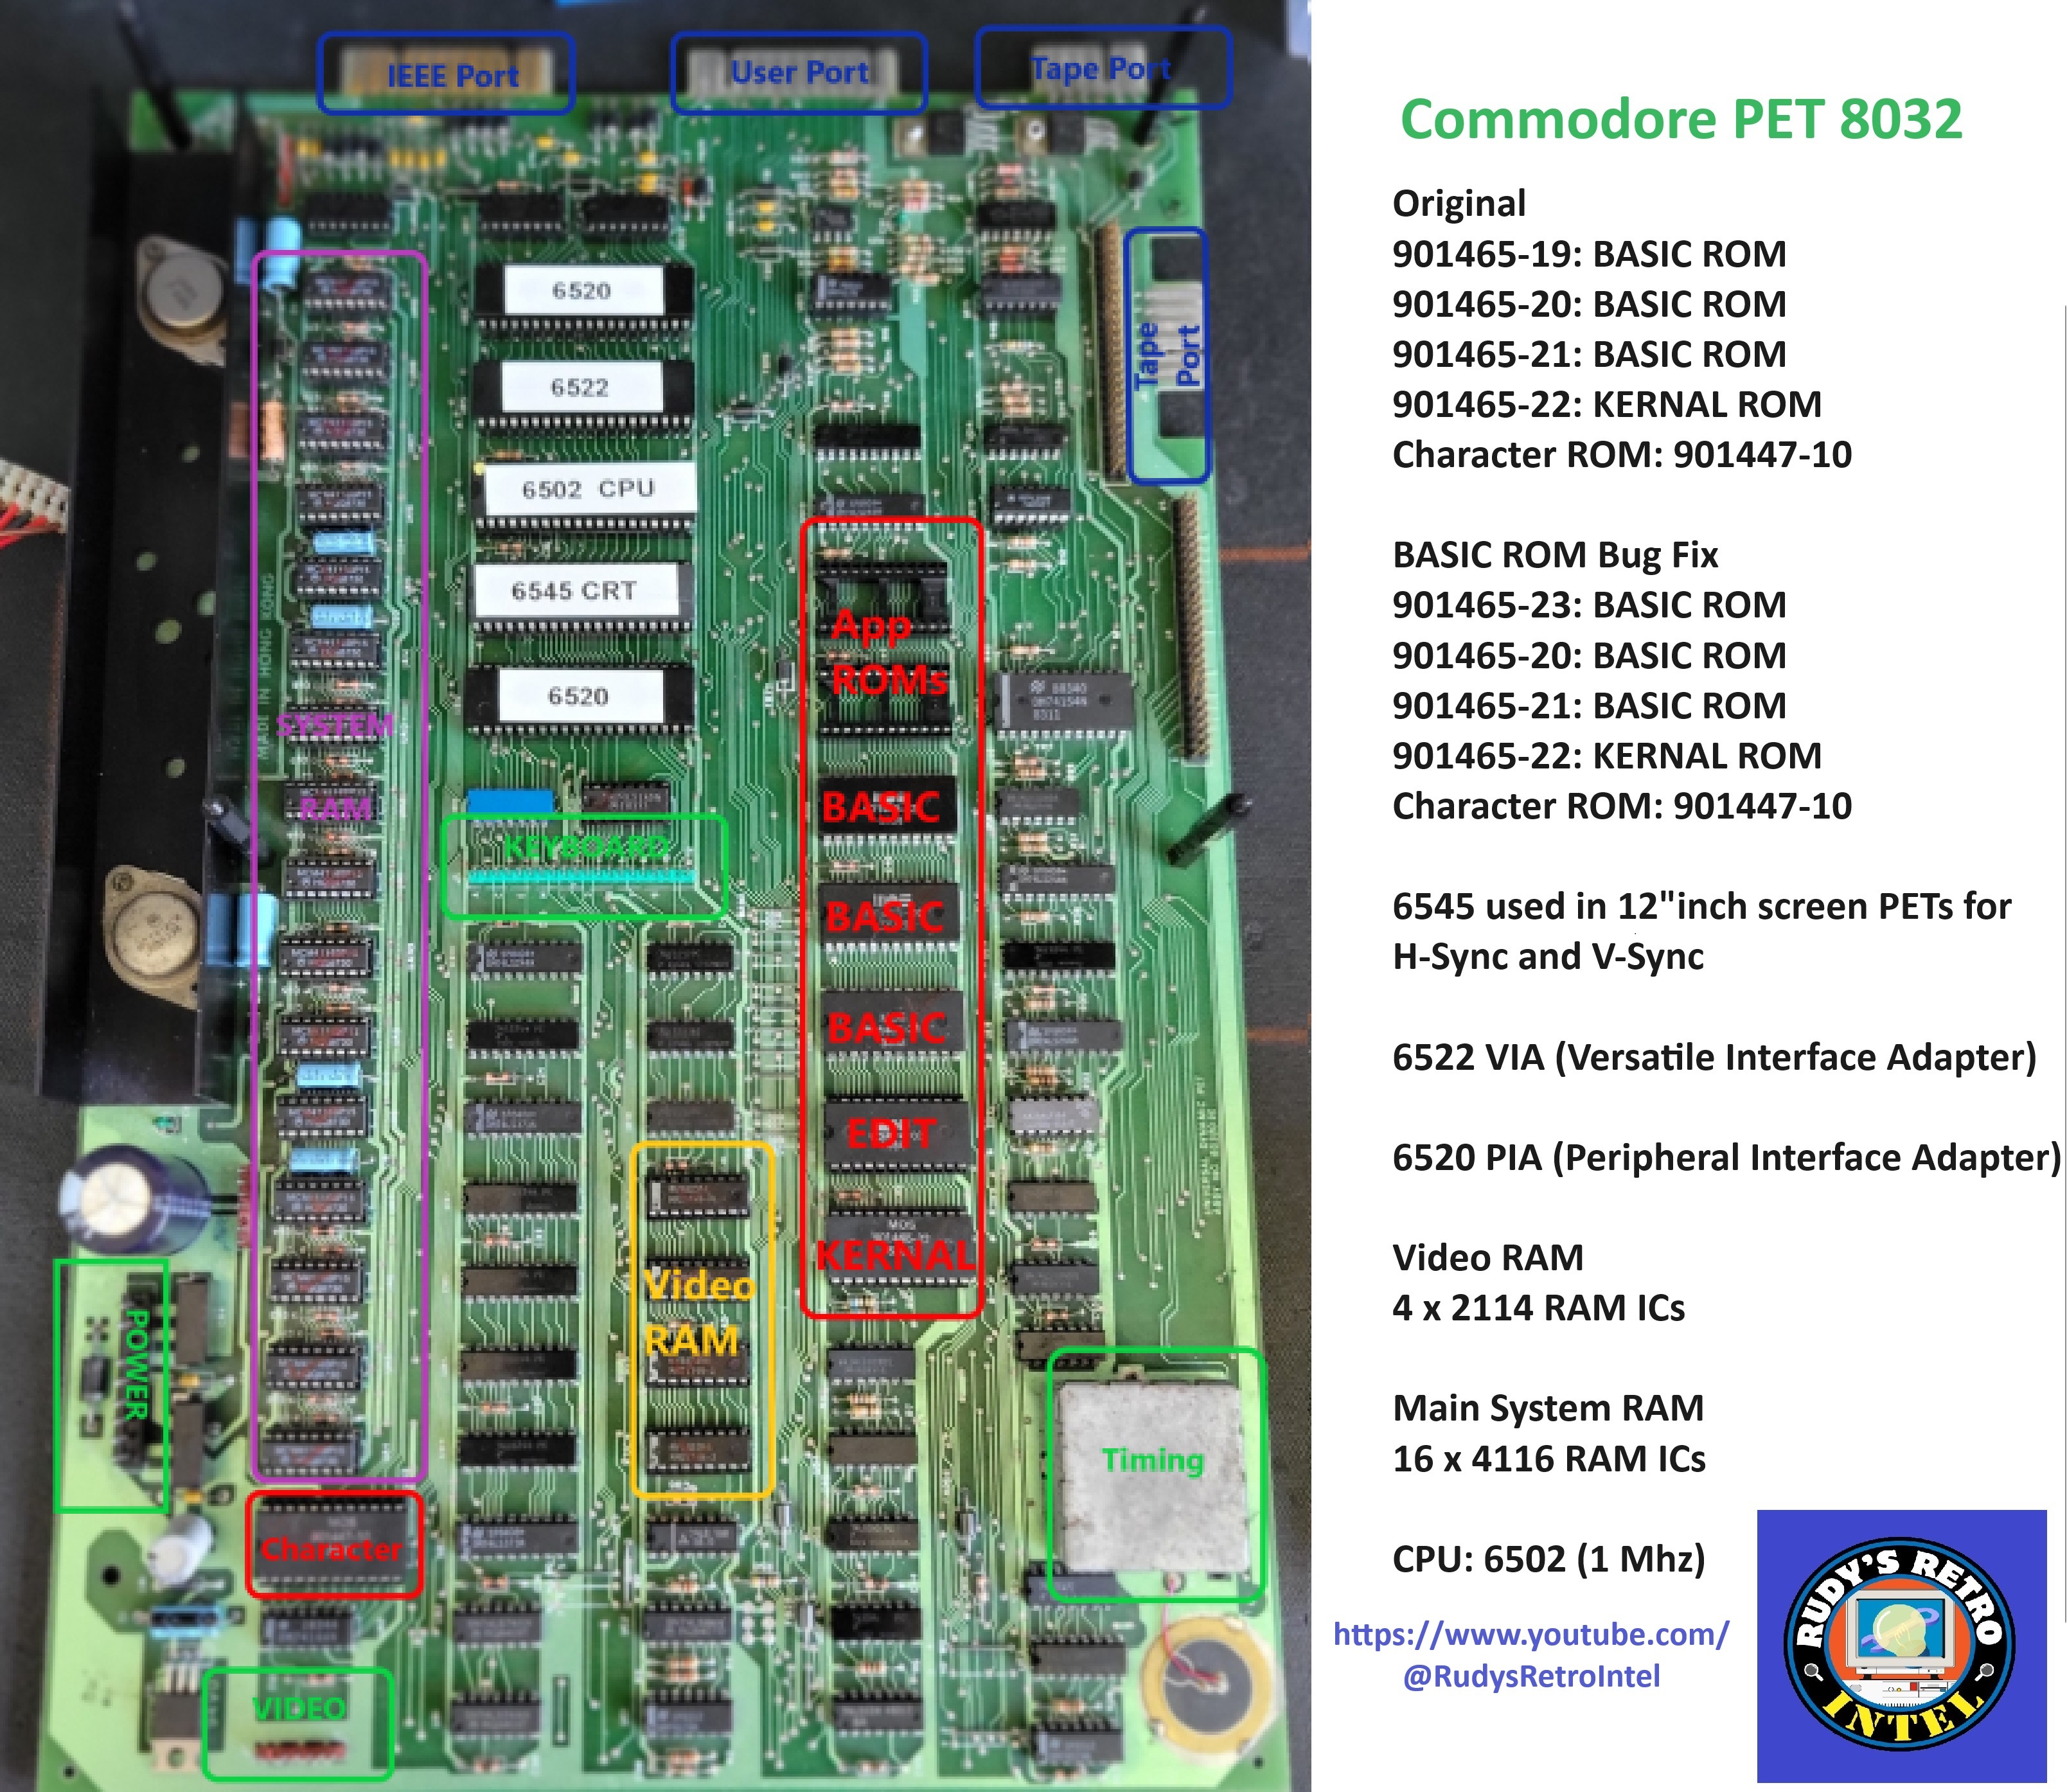 IEEE Port
User Port
Tape Port
6520
6522
6502 CPU
6545 CRT
6520
Tape
Port
App
ROMs
BASIC
BASIC
BASIC
EDIT
MOS
KERNAL
SYSTEM
RAM
MADE IN HONG KONG
KEYBOARD
Video
RAM
POWER
Timing
Character
VIDEO
Commodore PET 8032
Original
901465-19: BASIC ROM
901465-20: BASIC ROM
901465-21: BASIC ROM
901465-22: KERNAL ROM
Character ROM: 901447-10
BASIC ROM Bug Fix
901465-23: BASIC ROM
901465-20: BASIC ROM
901465-21: BASIC ROM
901465-22: KERNAL ROM
Character ROM: 901447-10
6545 used in 12"inch screen PETs for
H-Sync and V-Sync
6522 VIA (Versatile Interface Adapter)
6520 PIA (Peripheral Interface Adapter)
Video RAM
4 x 2114 RAM ICs
Main System RAM
16 x 4116 RAM ICs
CPU: 6502 (1 Mhz)
https://www.youtube.com/
@RudysRetroIntel
RUDY'S RETRO
INTEL